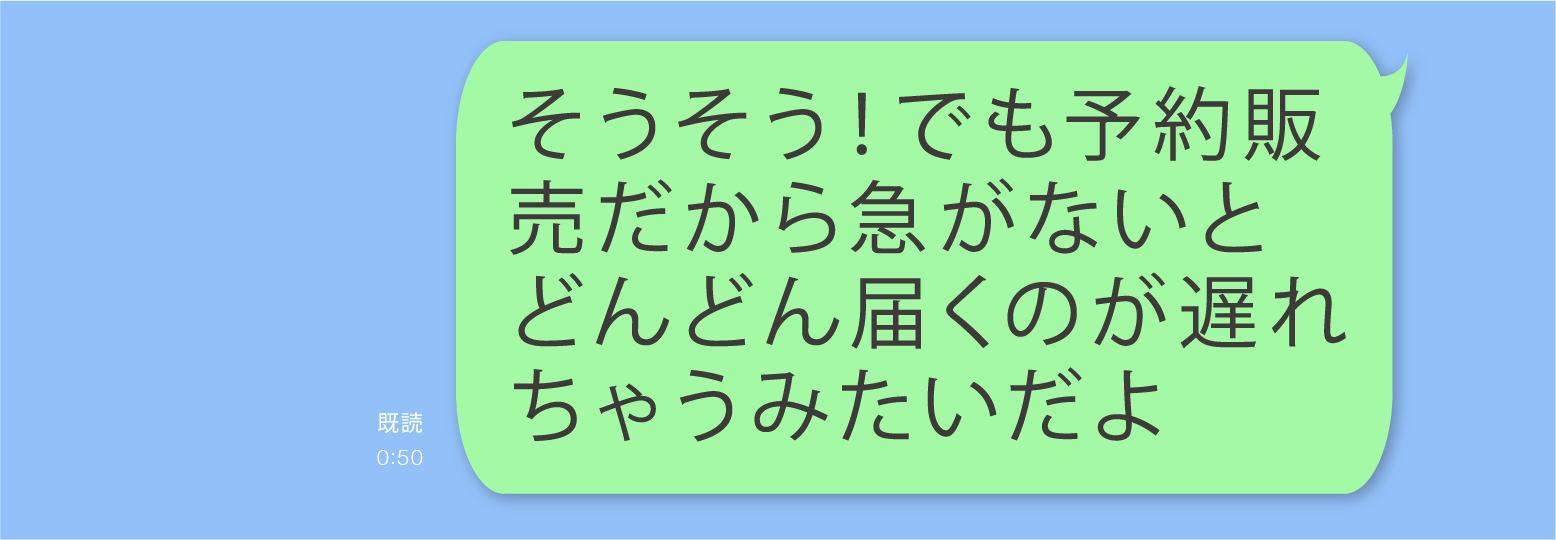 そうそう!でも予約販
売だから急がないと
どんどん届くのが遅れ
ちゃうみたいだよ
既読
0:50